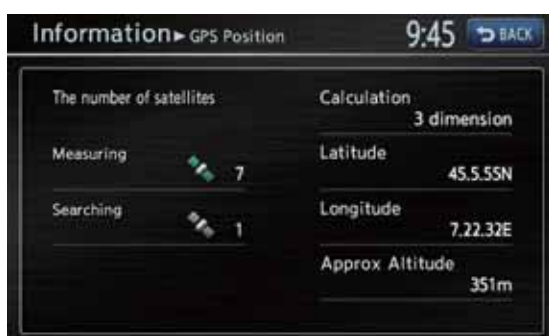 Information▶GPS Position 9:45 BACK
The number of satellites
Measuring 7
Searching 1
Calculation
3 dimension
Latitude
45.5.55N
Longitude
7.22.32E
Approx Altitude
351m